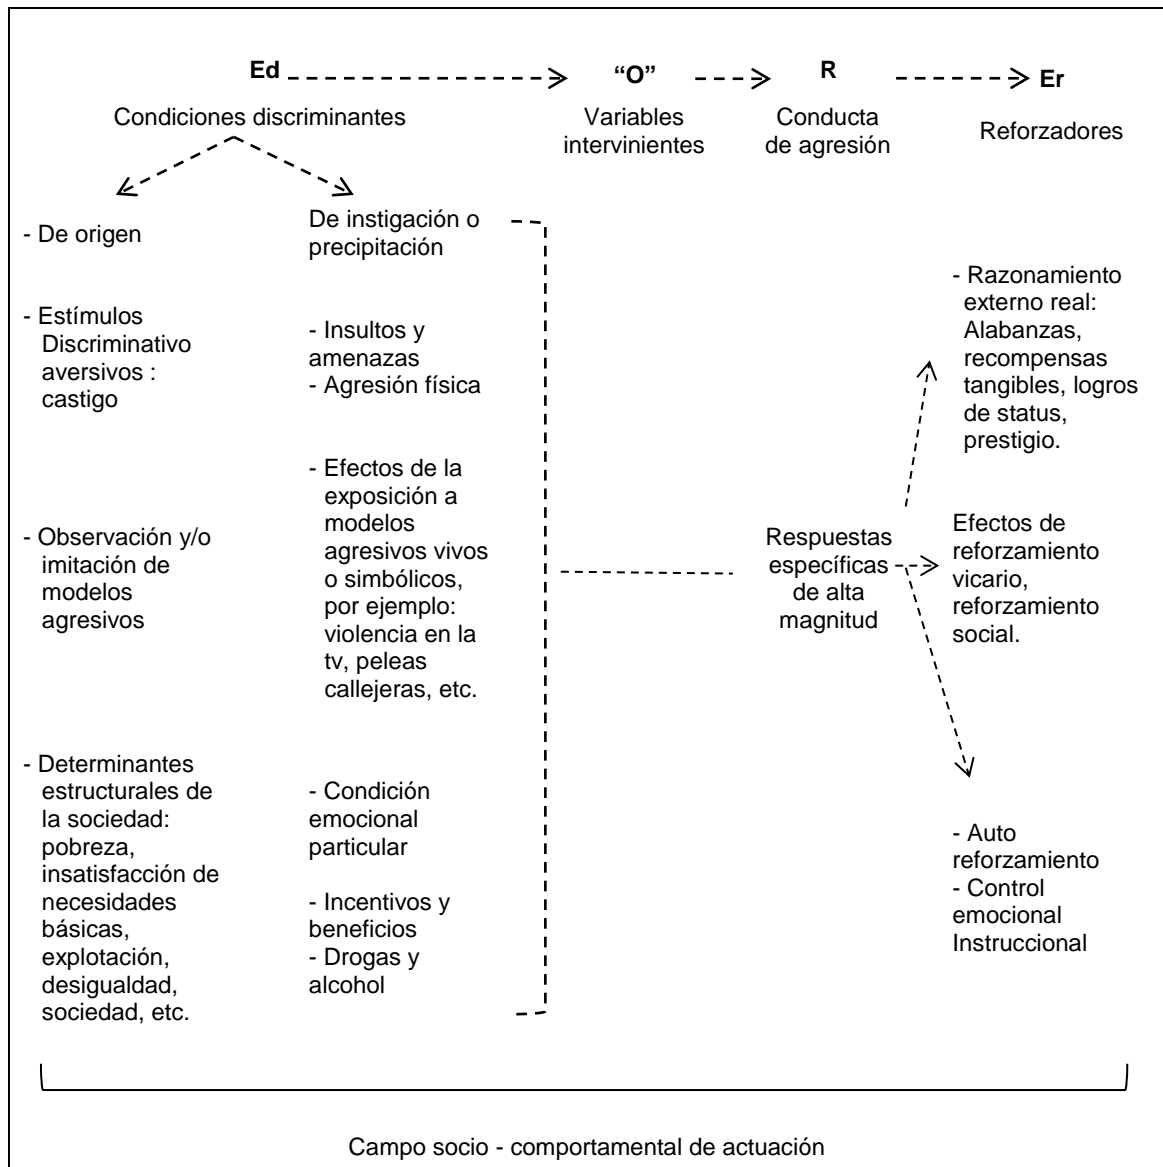 Ed
“O”
R
Er
Condiciones discriminantes
Variables
intervinientes
Conducta
de agresión
Reforzadores
- De origen
- Estímulos
Discriminativo
aversivos :
castigo
- Observación y/o
imitación de
modelos
agresivos
- Determinantes
estructurales de
la sociedad:
pobreza,
insatisfacción de
necesidades
básicas,
explotación,
desigualdad,
sociedad, etc.
De instigación o
precipitación
- Insultos y
amenazas
- Agresión física
- Efectos de la
exposición a
modelos
agresivos vivos
o simbólicos,
por ejemplo:
violencia en la
tv, peleas
callejeras, etc.
- Condición
emocional
particular
- Incentivos y
beneficios
- Drogas y
alcohol
Respuestas
específicas
de alta
magnitud
- Razonamiento
externo real:
Alabanzas,
recompensas
tangibles, logros
de status,
prestigio.
Efectos de
reforzamiento
vicario,
reforzamiento
social.
- Auto
reforzamiento
- Control
emocional
Instruccional
Campo socio - comportamental de actuación